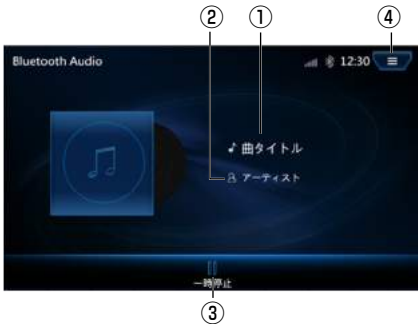 ② ① ④
Bluetooth Audio 12:30
♪ 曲タイトル
アーティスト
一時停止
③